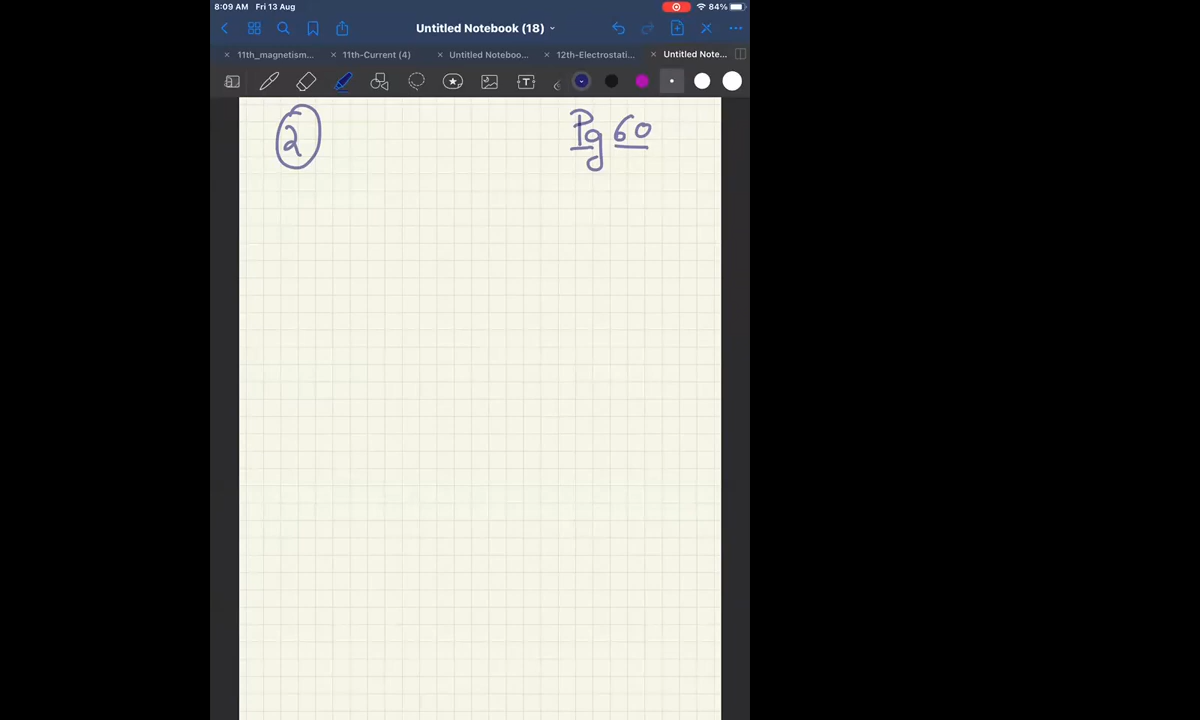 8:09 AM Fri 13 Aug 84%
Untitled Notebook (18)
11th_magnetism... 11th-Current (4) Untitled Noteboo... 12th-Electrostati... Untitled Note...
T
2 Pg 60